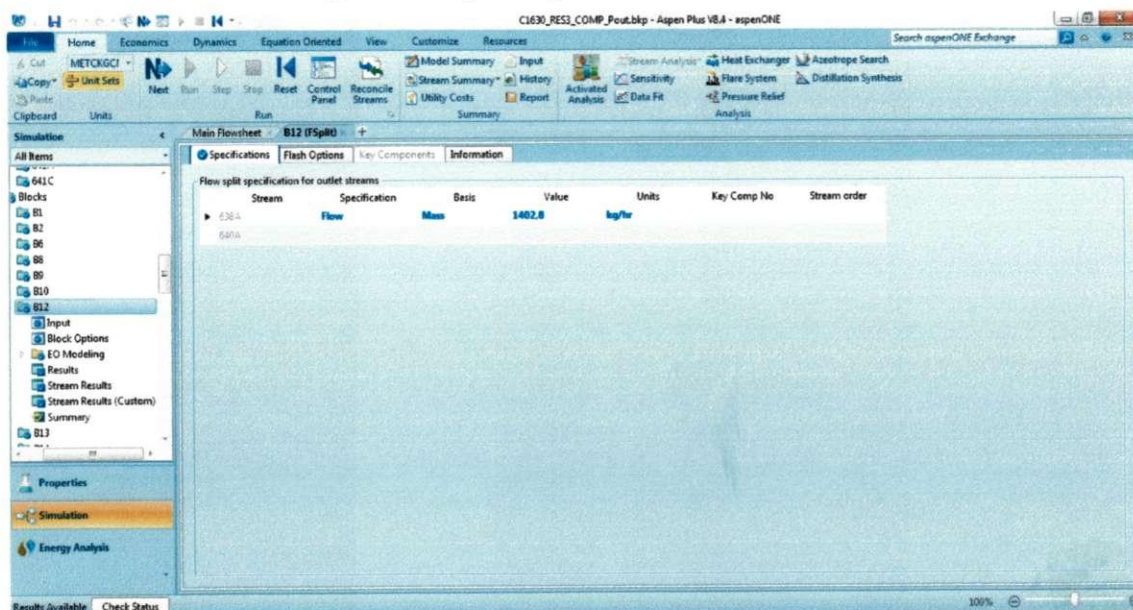 C1630_RES3_COMP_Pout.bkp - Aspen Plus V8.4 - aspenONE
File Home Economics Dynamics Equation Oriented View Customize Resources Search aspenONE Exchange
Cut METCKGCI Model Summary Input Stream Analysis Heat Exchanger Azeotrope Search
Copy Unit Sets Next Run Step Stop Reset Control Panel Reconcile Streams Stream Summary History Activated Analysis Sensitivity Flare System Distillation Synthesis
Paste Utility Costs Report Data Fit Pressure Relief
Clipboard Units Run Summary Analysis
Simulation Main Flowsheet B12 (FSplit) +
All Items Specifications Flash Options Key Components Information
641C
Flow split specification for outlet streams
Blocks Stream Specification Basis Value Units Key Comp No Stream order
B1 638A Flow Mass 1402.8 kg/hr
B2 640A
B6
B8
B9
B10
B12
Input
Block Options
EO Modeling
Results
Stream Results
Stream Results (Custom)
Summary
B13
Properties
Simulation
Energy Analysis
Results Available Check Status 100%